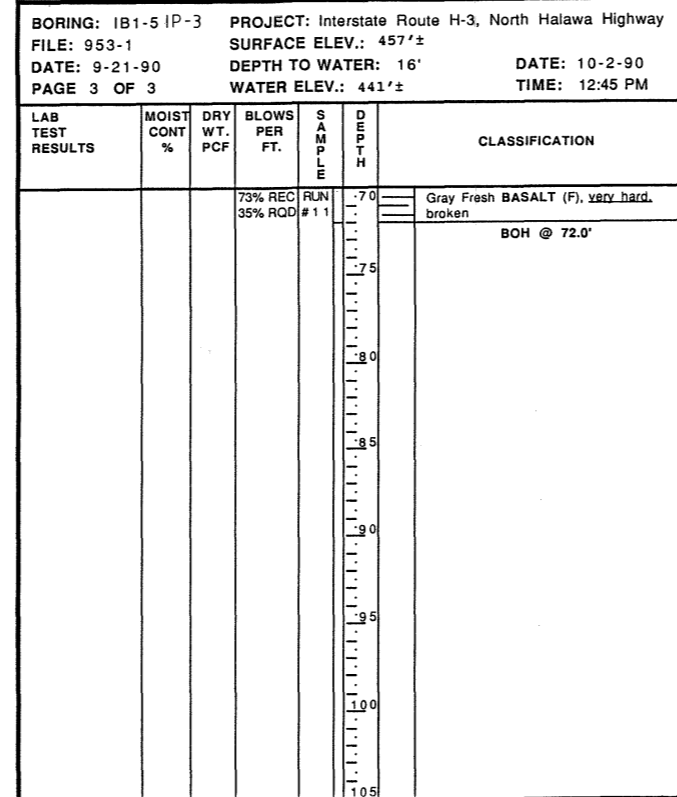 BORING: IB1-5 IP-3 PROJECT: Interstate Route H-3, North Halawa Highway
FILE: 953-1 SURFACE ELEV.: 457'±
DATE: 9-21-90 DEPTH TO WATER: 16' DATE: 10-2-90
PAGE 3 OF 3 WATER ELEV.: 441'± TIME: 12:45 PM
LAB TEST RESULTS MOIST CONT % DRY WT. PCF BLOWS PER FT. SAMPLE DEPTH CLASSIFICATION
73% REC RUN 70 Gray Fresh BASALT (F), very hard,
35% RQD #11 broken
BOH @ 72.0'
75
80
85
90
95
100
105